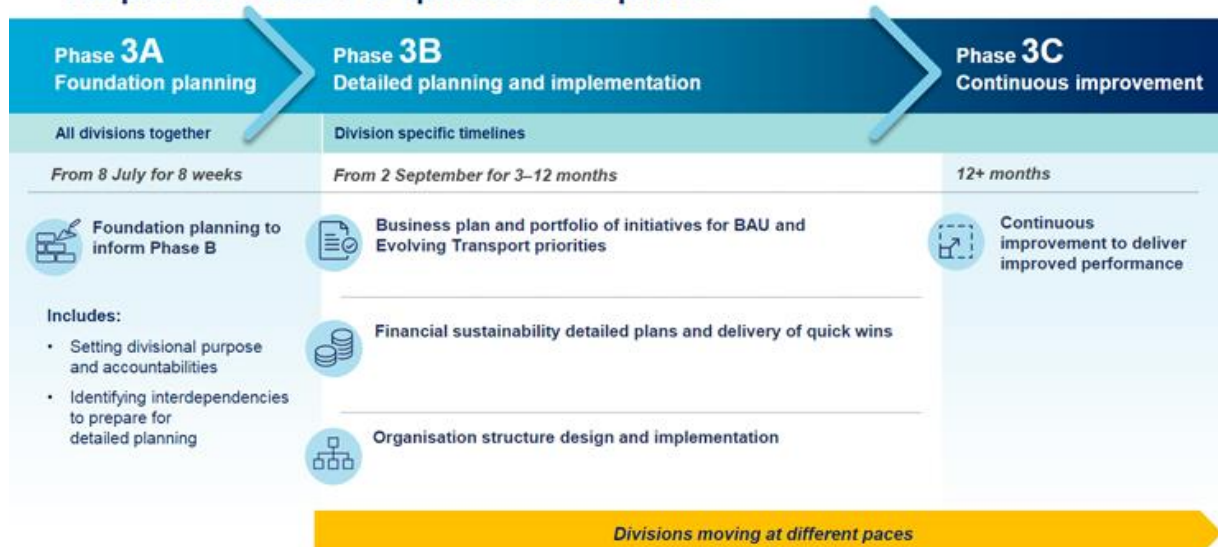 Phase 3A
Foundation planning
Phase 3B
Detailed planning and implementation
Phase 3C
Continuous improvement
All divisions together
Division specific timelines
From 8 July for 8 weeks
From 2 September for 3–12 months
12+ months
Foundation planning to
inform Phase B
Includes:
• Setting divisional purpose
and accountabilities
• Identifying interdependencies
to prepare for
detailed planning
Business plan and portfolio of initiatives for BAU and
Evolving Transport priorities
Financial sustainability detailed plans and delivery of quick wins
Organisation structure design and implementation
Continuous
improvement to deliver
improved performance
Divisions moving at different paces